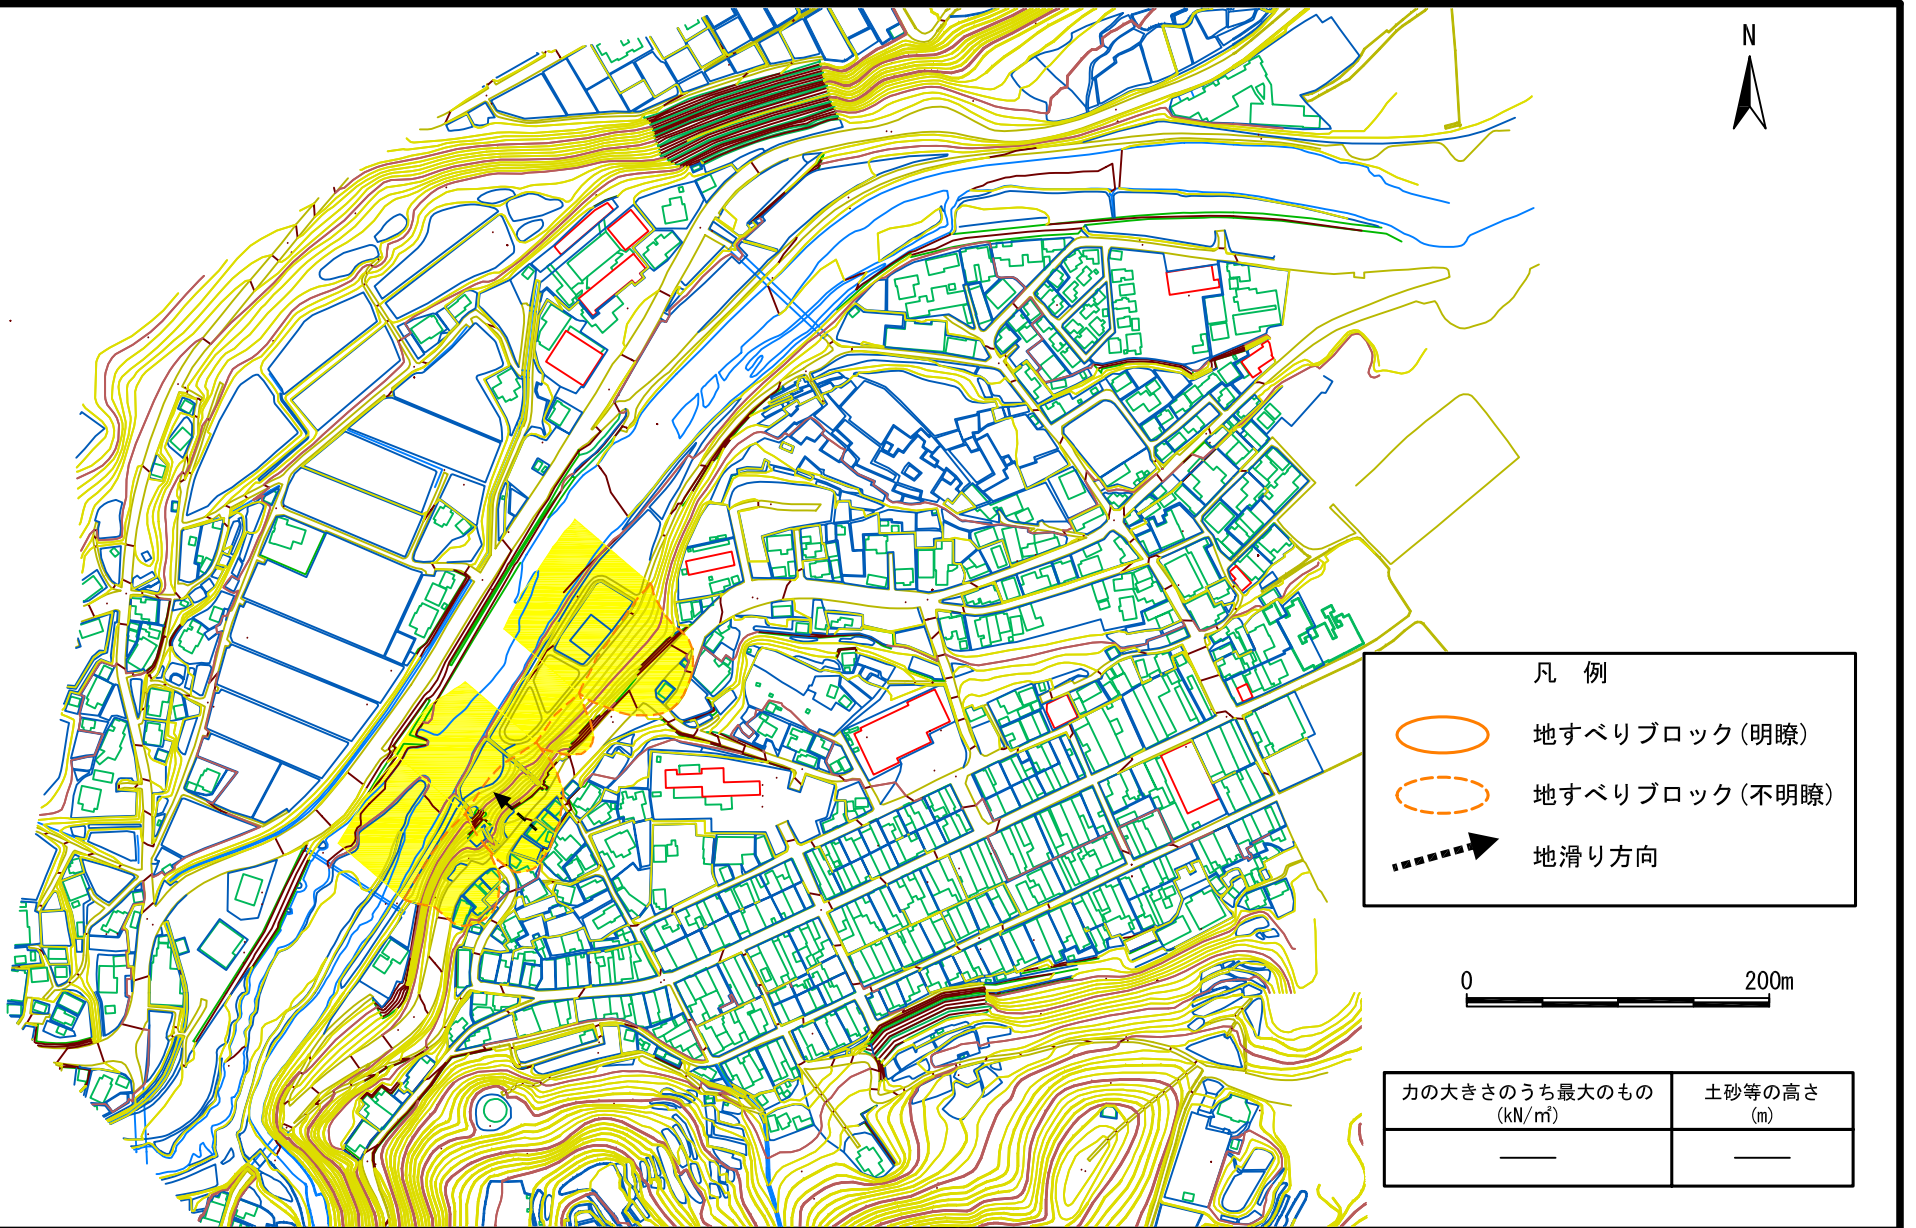 N
凡 例
地すべりブロック(明瞭)
地すべりブロック(不明瞭)
地滑り方向
0 200m
力の大きさのうち最大のもの
(kN/㎡)
土砂等の高さ
(m)